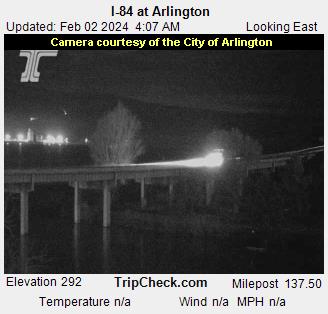 I-84 at Arlington
Updated: Feb 02 2024 4:07 AM Looking East
Camera courtesy of the City of Arlington
Elevation 292 TripCheck.com Milepost 137.50
Temperature n/a Wind n/a MPH n/a